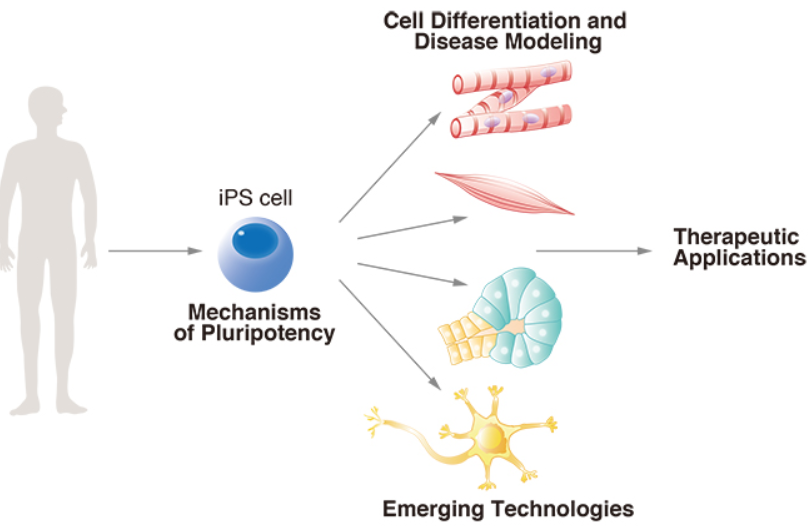 Cell Differentiation and
Disease Modeling
iPS cell
Mechanisms
of Pluripotency
Therapeutic
Applications
Emerging Technologies